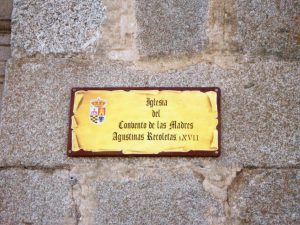 Iglesia
del
Convento de las Madres
Agustinas Recoletas. s.XVII